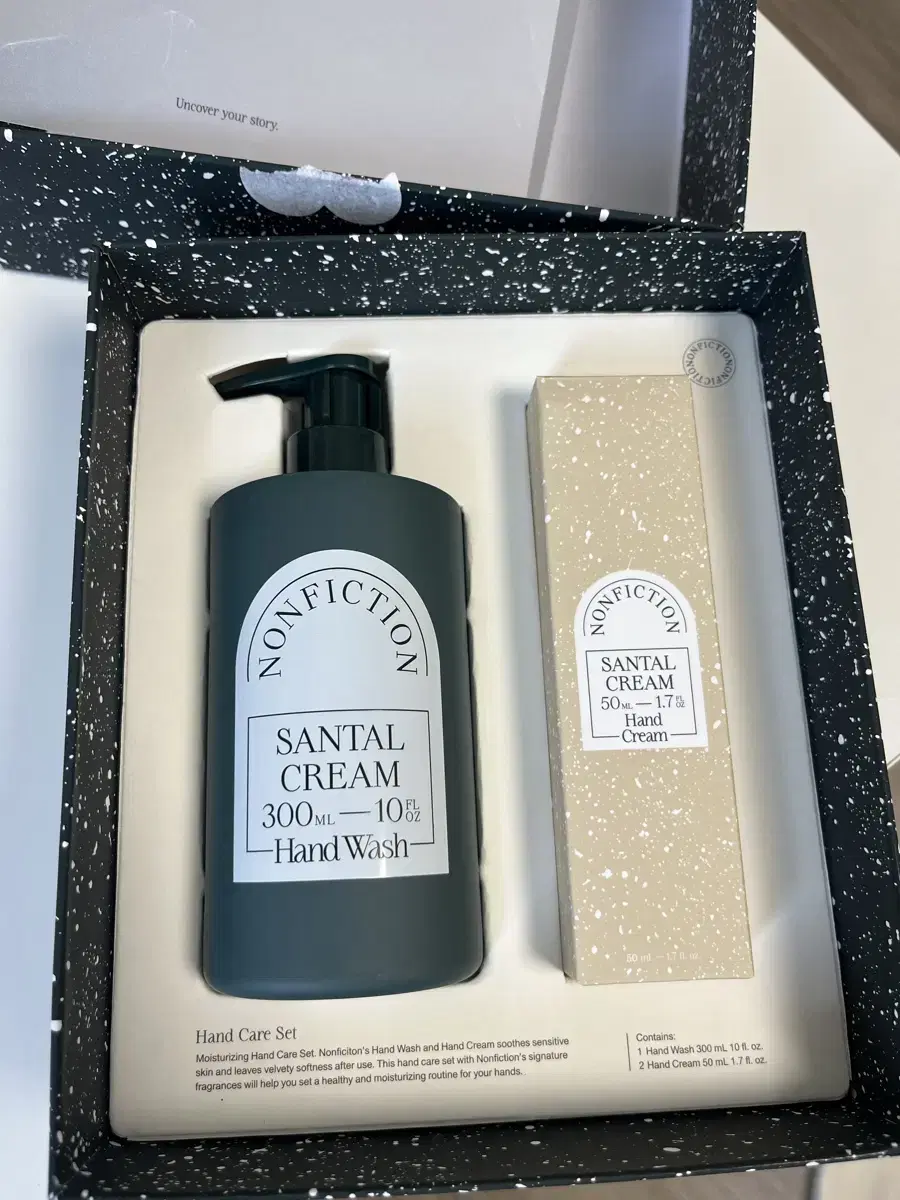 Uncover your story.
NONFICTIONNONFICTION
NONFICTION
SANTAL
CREAM
300ML — 10 FL OZ
Hand Wash
NONFICTION
SANTAL
CREAM
50ML — 1.7 FL OZ
Hand
Cream
50 ml — 1.7 fl. oz.
Hand Care Set
Moisturizing Hand Care Set. Nonficiton's Hand Wash and Hand Cream soothes sensitive
skin and leaves velvety softness after use. This hand care set with Nonfiction's signature
fragrances will help you set a healthy and moisturizing routine for your hands.
Contains:
1 Hand Wash 300 mL 10 fl. oz.
2 Hand Cream 50 mL 1.7 fl. oz.